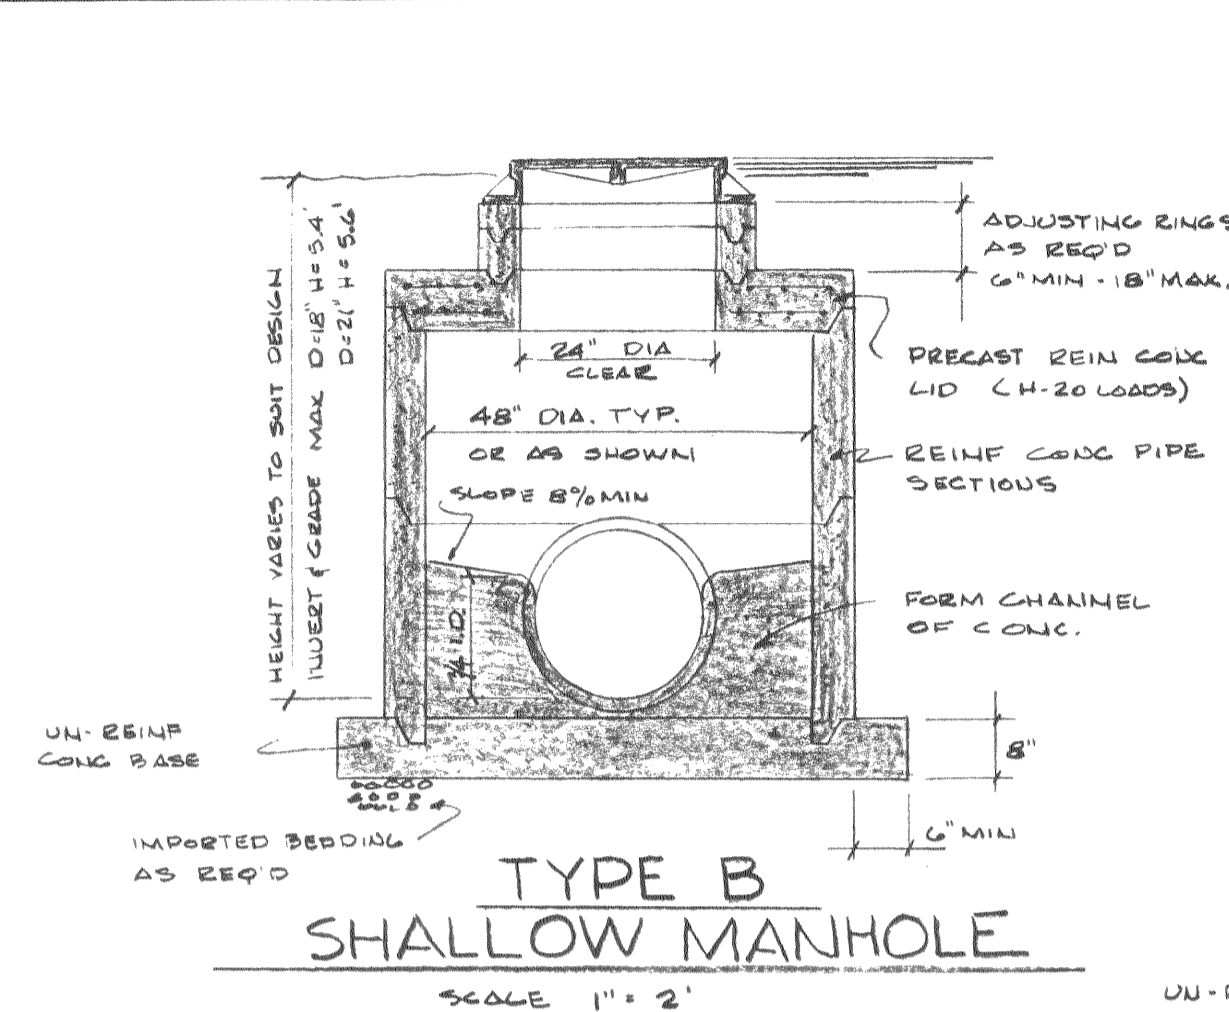 ADJUSTING RINGS
AS REQ'D
6" MIN - 18" MAX.
HEIGHT VARIES TO SUIT DESIGN
INVERT & GRADE MAX D=18" H=5.4'
D=21" H=5.6'
24" DIA
CLEAR
PRECAST REIN CONC
LID (H-20 LOADS)
48" DIA. TYP.
OR AS SHOWN
REINF CONC PIPE
SECTIONS
SLOPE 8% MIN
3/4 I.D.
FORM CHANNEL
OF CONC.
UN-REINF
CONC BASE
8"
6" MIN
IMPORTED BEDDING
AS REQ'D
TYPE B
SHALLOW MANHOLE
SCALE 1" = 2'
UN-